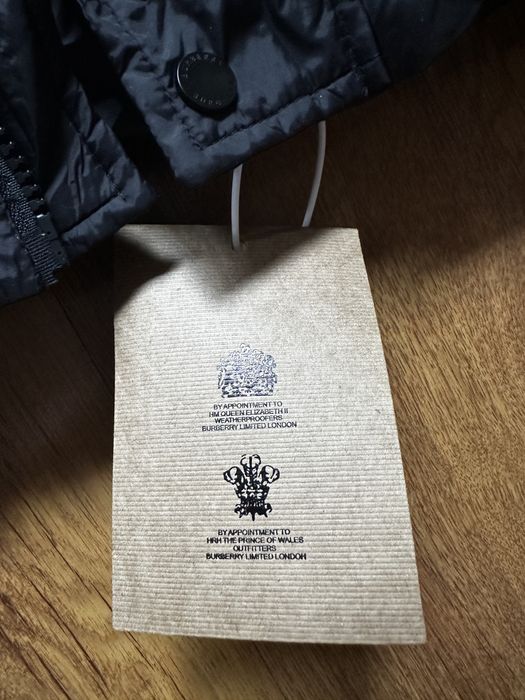 BY APPOINTMENT TO
HM QUEEN ELIZABETH II
WEATHERPROOFERS
BURBERRY LIMITED LONDON
BY APPOINTMENT TO
HRH THE PRINCE OF WALES
OUTFITTERS
BURBERRY LIMITED LONDON